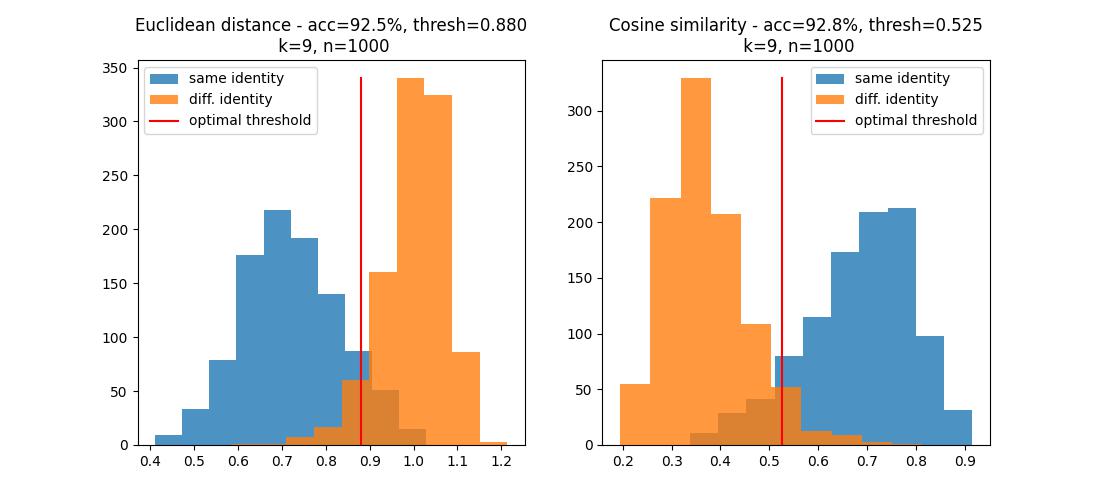 Euclidean distance - acc=92.5%, thresh=0.880
k=9, n=1000
same identity
diff. identity
optimal threshold
350
300
250
200
150
100
50
0
0.4 0.5 0.6 0.7 0.8 0.9 1.0 1.1 1.2
Cosine similarity - acc=92.8%, thresh=0.525
k=9, n=1000
same identity
diff. identity
optimal threshold
300
250
200
150
100
50
0
0.2 0.3 0.4 0.5 0.6 0.7 0.8 0.9